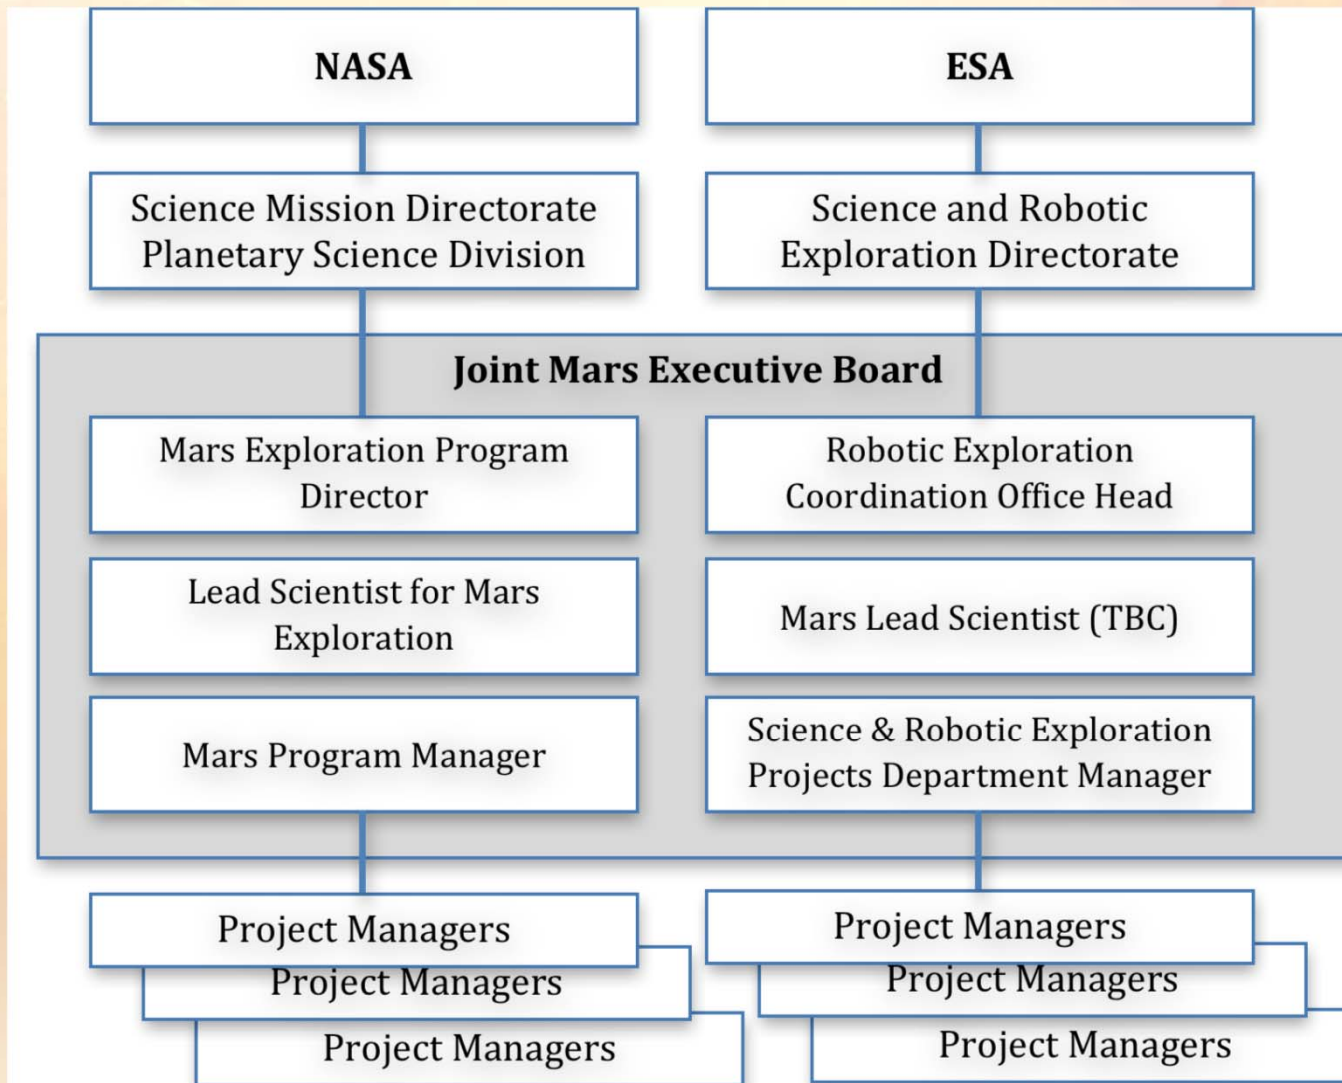 NASA
ESA
Science Mission Directorate
Planetary Science Division
Science and Robotic
Exploration Directorate
Joint Mars Executive Board
Mars Exploration Program
Director
Robotic Exploration
Coordination Office Head
Lead Scientist for Mars
Exploration
Mars Lead Scientist (TBC)
Mars Program Manager
Science & Robotic Exploration
Projects Department Manager
Project Managers
Project Managers
Project Managers
Project Managers
Project Managers
Project Managers